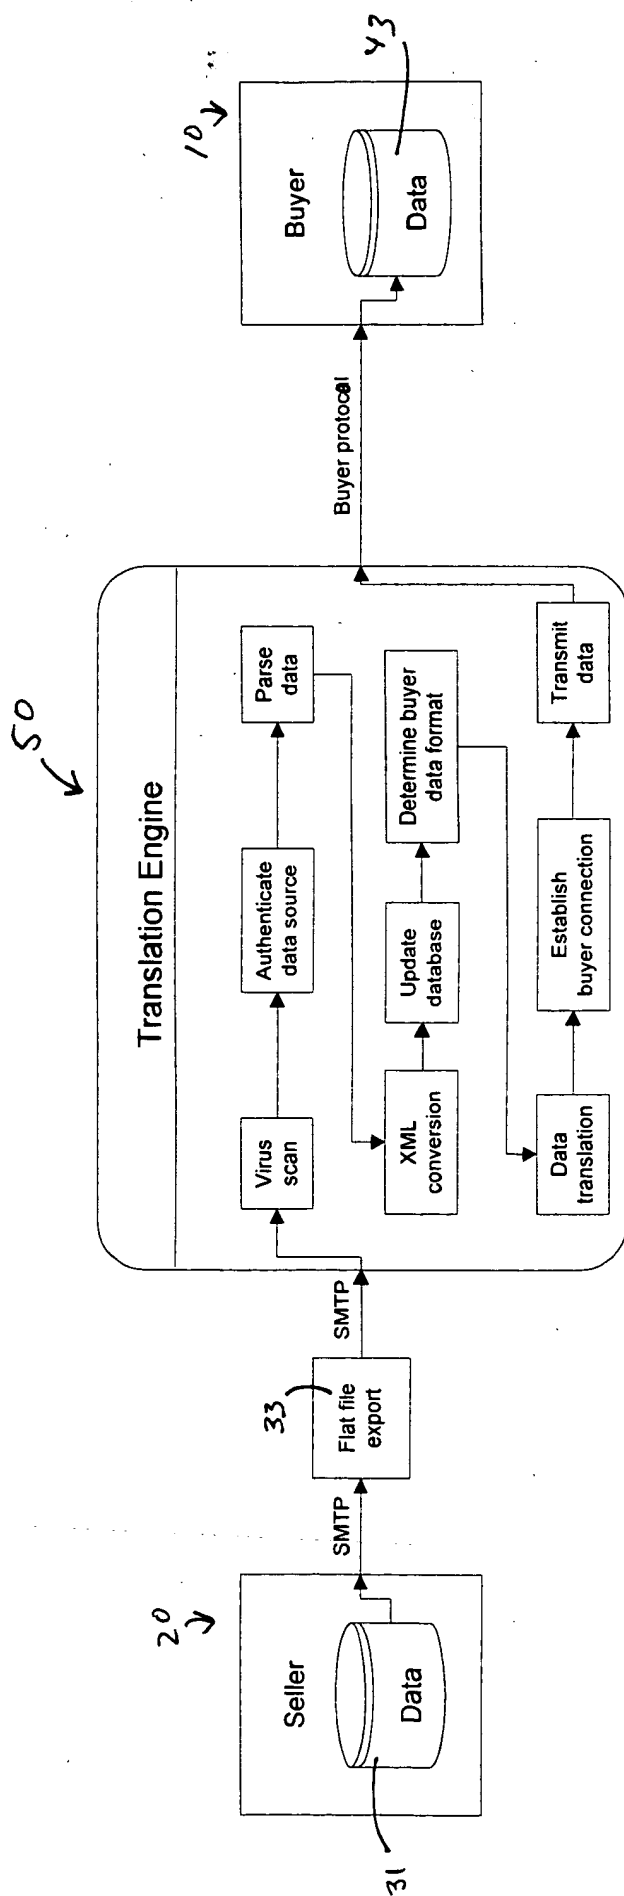 20
Seller
Data
31
SMTP
33
Flat file
export
SMTP
50
Translation Engine
Virus
scan
Authenticate
data source
Parse
data
XML
conversion
Update
database
Determine buyer
data format
Data
translation
Establish
buyer connection
Transmit
data
Buyer protocol
10
Buyer
Data
43